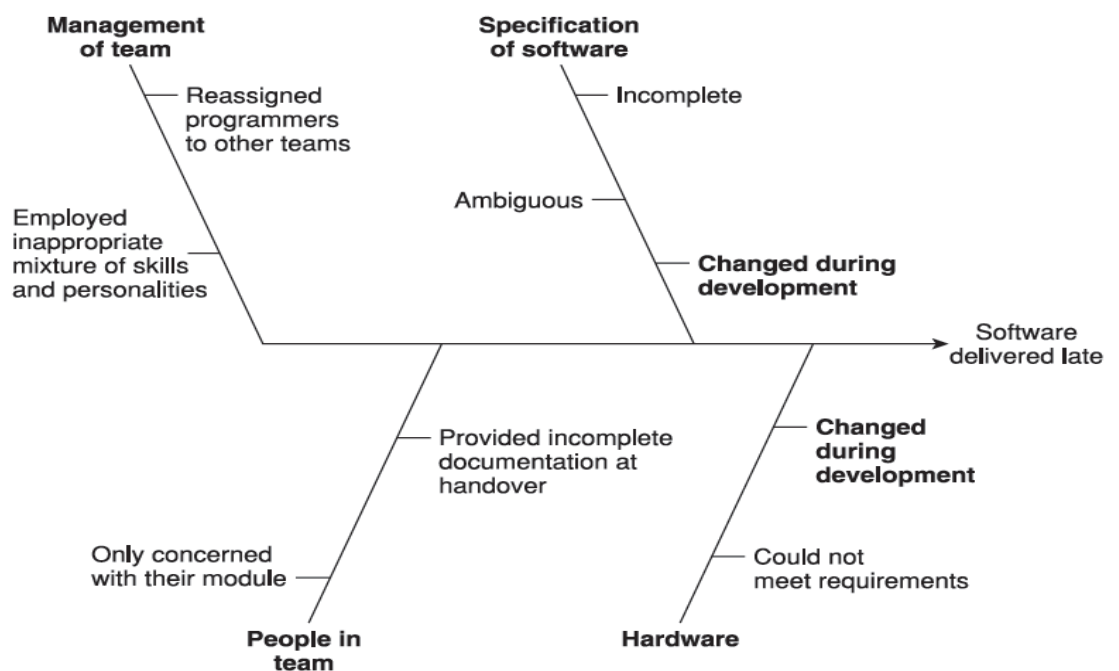 Management
of team
Specification
of software
Reassigned
programmers
to other teams
Incomplete
Ambiguous
Employed
inappropriate
mixture of skills
and personalities
Changed during
development
Software
delivered late
Provided incomplete
documentation at
handover
Changed
during
development
Only concerned
with their module
Could not
meet requirements
People in
team
Hardware